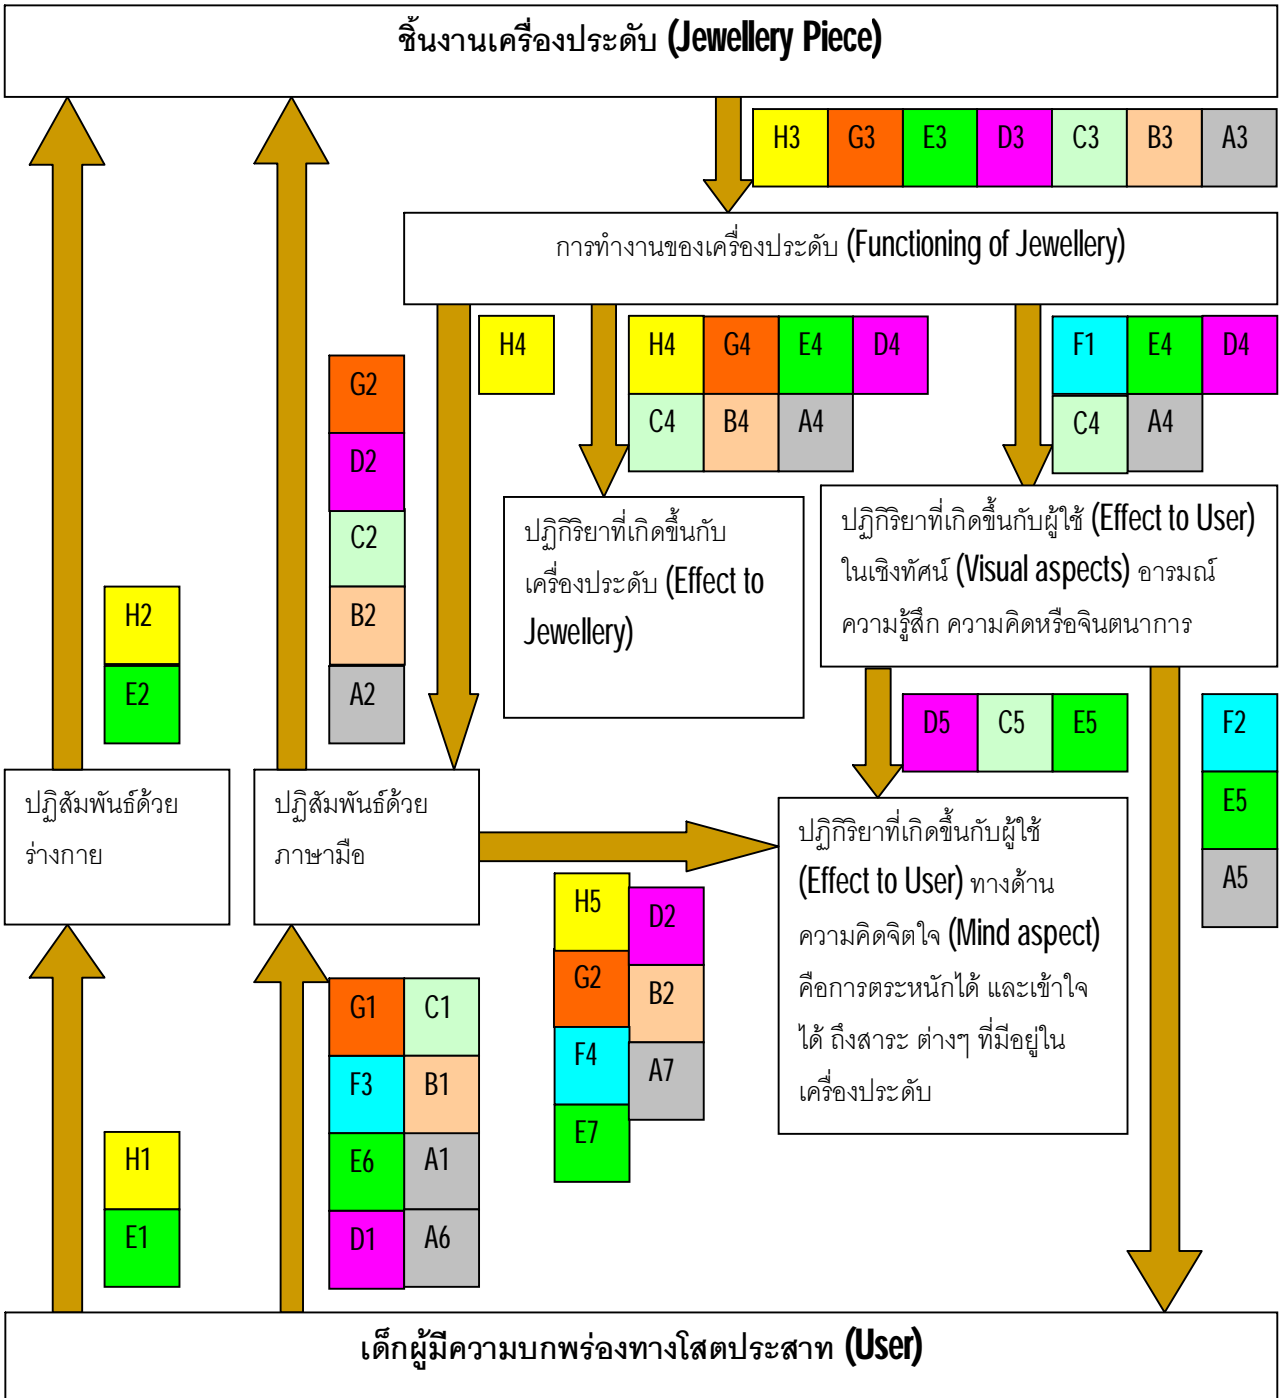 ชิ้นงานเครื่องประดับ (Jewellery Piece)
H3 G3 E3 D3 C3 B3 A3
การทำงานของเครื่องประดับ (Functioning of Jewellery)
H4
H4 G4 E4 D4
C4 B4 A4
F1 E4 D4
C4 A4
G2
D2
C2
B2
A2
H2
E2
ปฏิกิริยาที่เกิดขึ้นกับ
เครื่องประดับ (Effect to
Jewellery)
ปฏิกิริยาที่เกิดขึ้นกับผู้ใช้ (Effect to User)
ในเชิงทัศน์ (Visual aspects) อารมณ์
ความรู้สึก ความคิดหรือจินตนาการ
D5 C5 E5
F2
E5
A5
ปฏิสัมพันธ์ด้วย
ร่างกาย
ปฏิสัมพันธ์ด้วย
ภาษามือ
ปฏิกิริยาที่เกิดขึ้นกับผู้ใช้
(Effect to User) ทางด้าน
ความคิดจิตใจ (Mind aspect)
คือการตระหนักได้ และเข้าใจ
ได้ ถึงสาระ ต่างๆ ที่มีอยู่ใน
เครื่องประดับ
H5 D2
G2 B2
F4 A7
E7
G1 C1
F3 B1
E6 A1
D1 A6
H1
E1
เด็กผู้มีความบกพร่องทางโสตประสาท (User)